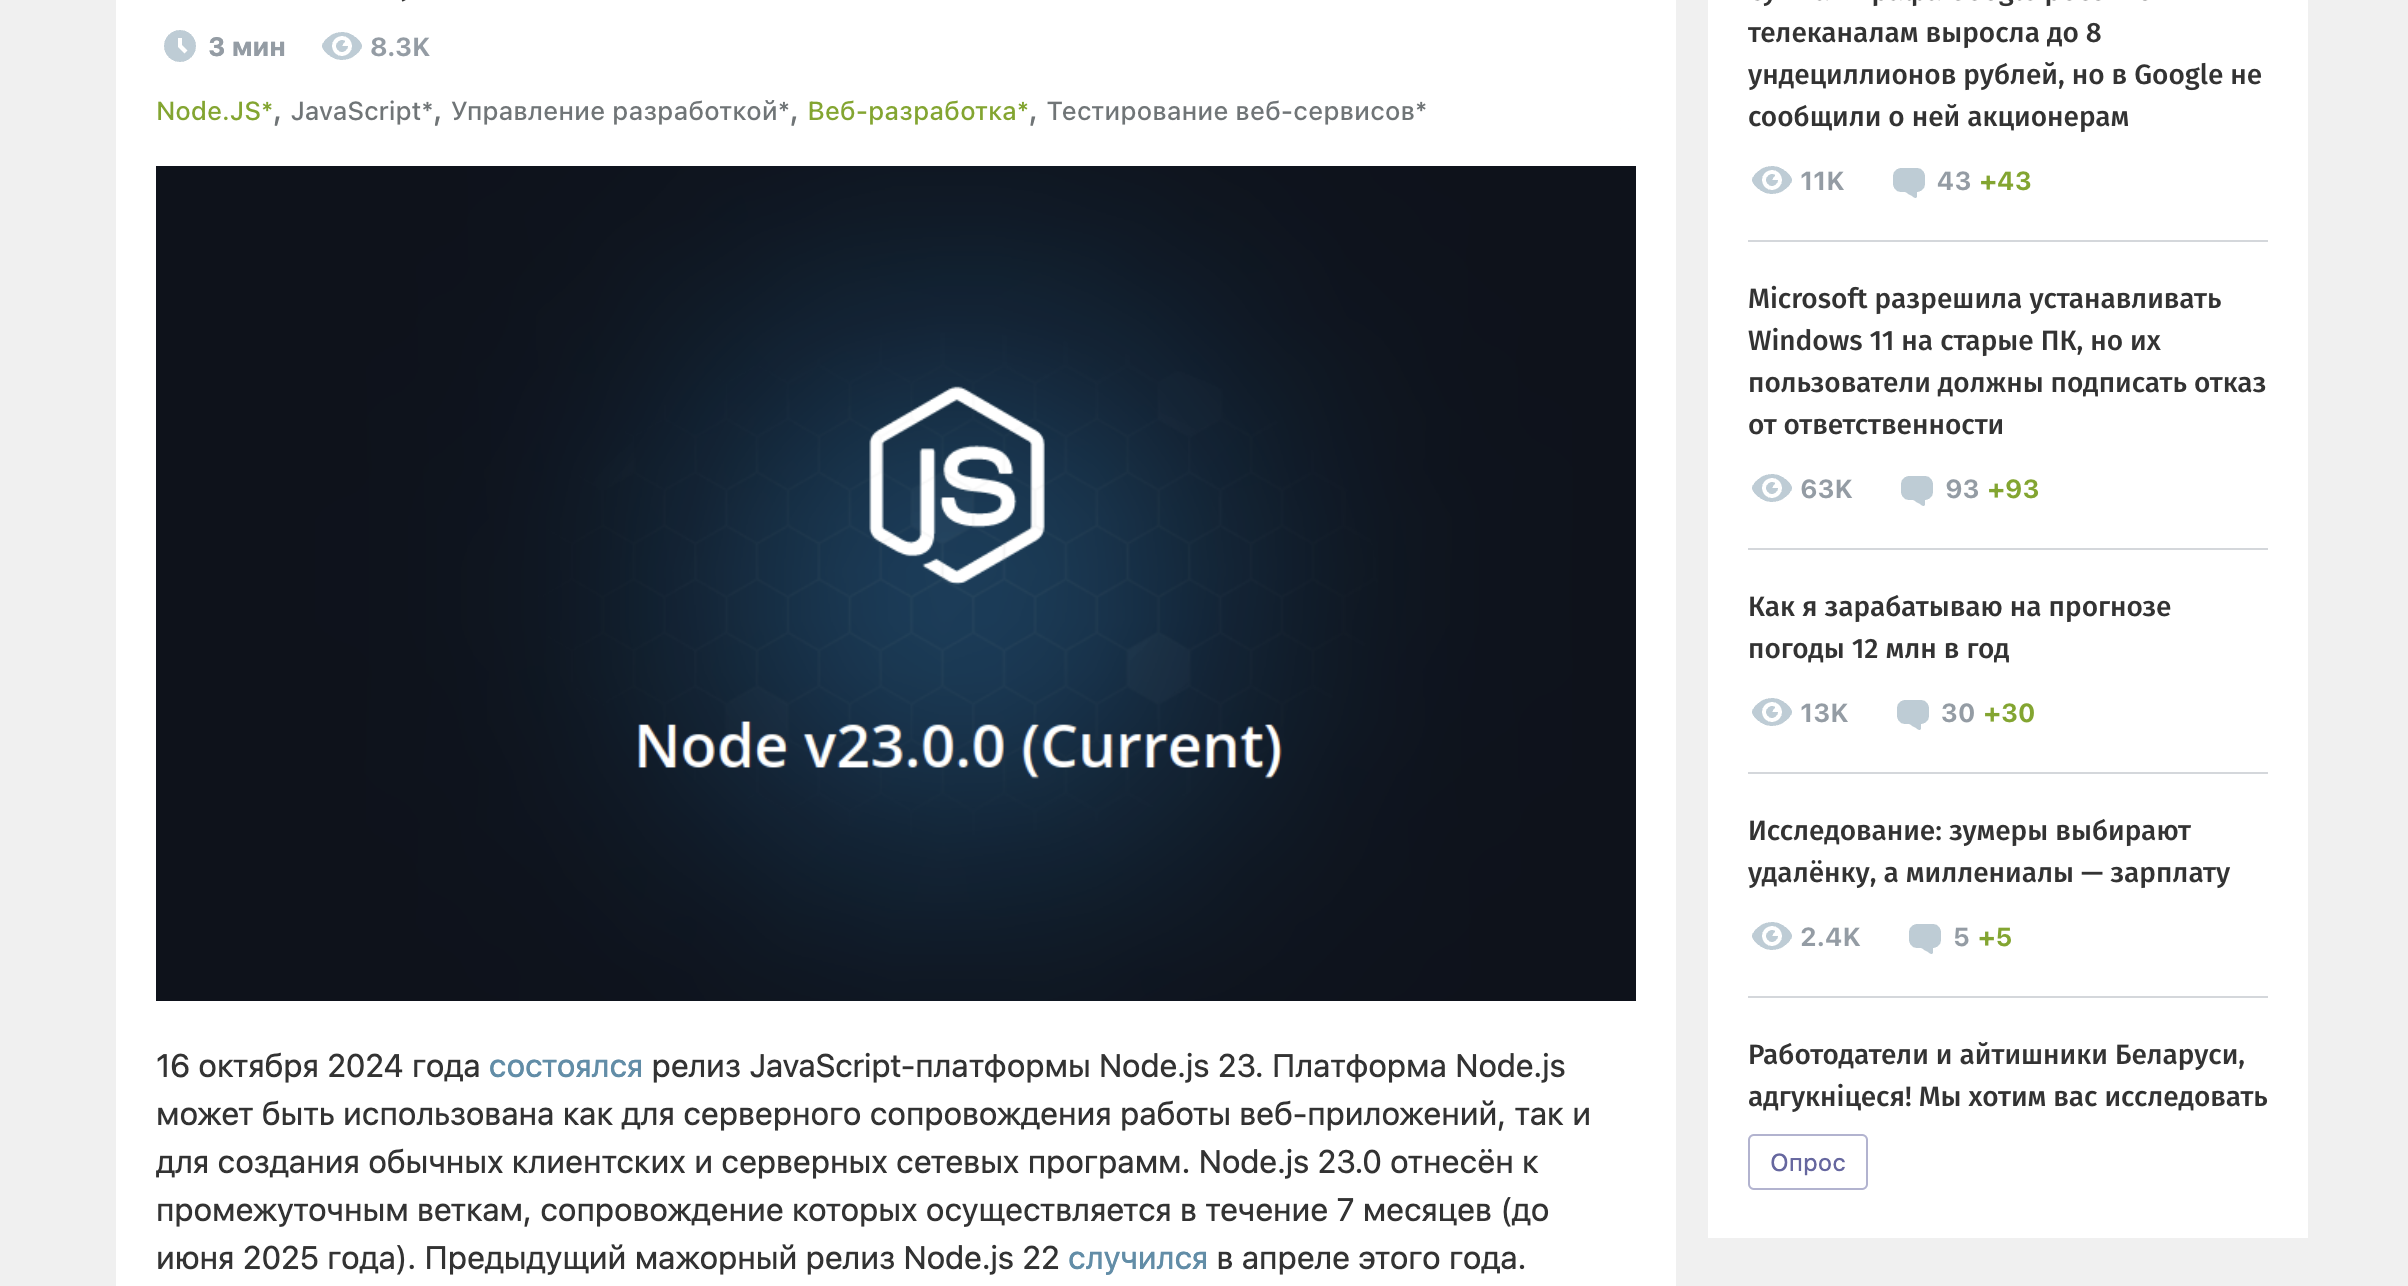 3 мин 8.3K
Node.JS*, JavaScript*, Управление разработкой*, Веб-разработка*, Тестирование веб-сервисов*
JS
Node v23.0.0 (Current)
16 октября 2024 года состоялся релиз JavaScript-платформы Node.js 23. Платформа Node.js
может быть использована как для серверного сопровождения работы веб-приложений, так и
для создания обычных клиентских и серверных сетевых программ. Node.js 23.0 отнесён к
промежуточным веткам, сопровождение которых осуществляется в течение 7 месяцев (до
июня 2025 года). Предыдущий мажорный релиз Node.js 22 случился в апреле этого года.
телеканалам выросла до 8
ундециллионов рублей, но в Google не
сообщили о ней акционерам
11K 43 +43
Microsoft разрешила устанавливать
Windows 11 на старые ПК, но их
пользователи должны подписать отказ
от ответственности
63K 93 +93
Как я зарабатываю на прогнозе
погоды 12 млн в год
13K 30 +30
Исследование: зумеры выбирают
удалёнку, а миллениалы — зарплату
2.4K 5 +5
Работодатели и айтишники Беларуси,
адгукніцеся! Мы хотим вас исследовать
Опрос